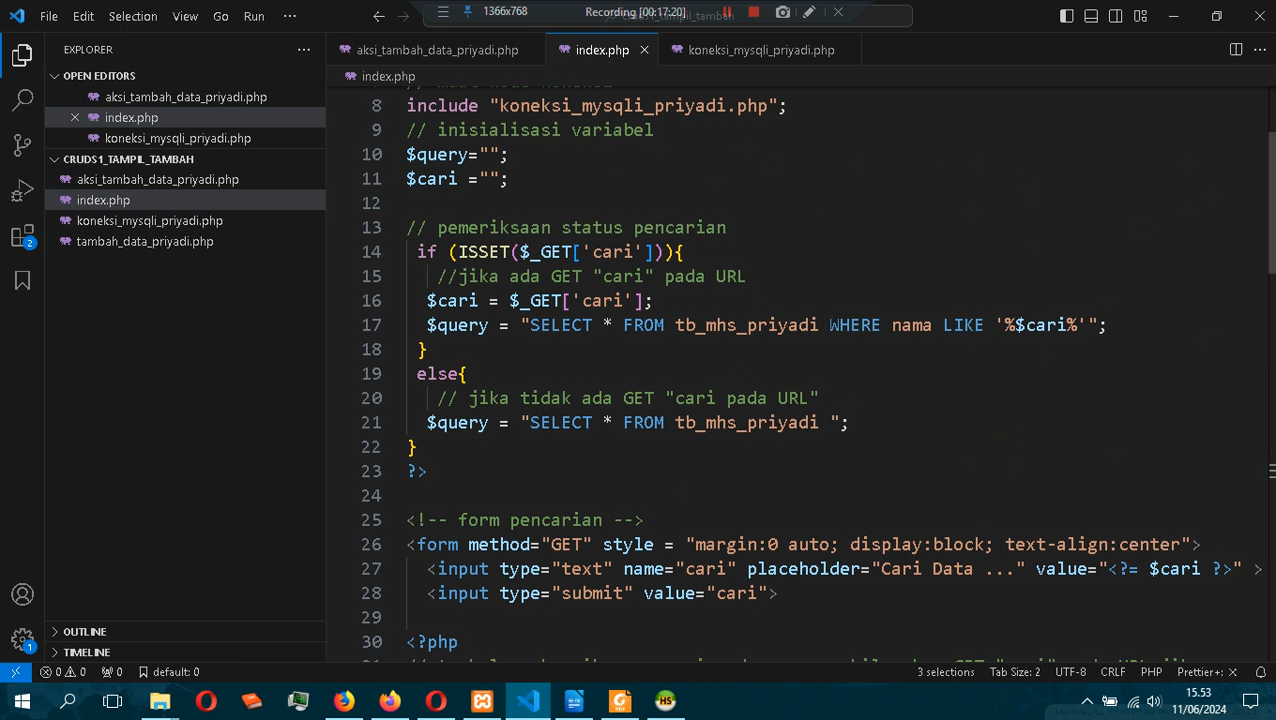 File Edit Selection View Go Run ···
1366x768 Recording [00:17:20]
EXPLORER
OPEN EDITORS
aksi_tambah_data_priyadi.php
index.php
koneksi_mysqli_priyadi.php
CRUDS1_TAMPIL_TAMBAH
aksi_tambah_data_priyadi.php
index.php
koneksi_mysqli_priyadi.php
tambah_data_priyadi.php
OUTLINE
TIMELINE
aksi_tambah_data_priyadi.php index.php koneksi_mysqli_priyadi.php
index.php
8 include "koneksi_mysqli_priyadi.php";
9 // inisialisasi variabel
10 $query="";
11 $cari ="";
12
13 // pemeriksaan status pencarian
14 if (ISSET($_GET['cari'])){
15 //jika ada GET "cari" pada URL
16 $cari = $_GET['cari'];
17 $query = "SELECT * FROM tb_mhs_priyadi WHERE nama LIKE '%$cari%'";
18 }
19 else{
20 // jika tidak ada GET "cari pada URL"
21 $query = "SELECT * FROM tb_mhs_priyadi ";
22 }
23 ?>
24
25 <!-- form pencarian -->
26 <form method="GET" style = "margin:0 auto; display:block; text-align:center">
27 <input type="text" name="cari" placeholder="Cari Data ..." value="<?= $cari ?>" >
28 <input type="submit" value="cari">
29
30 <?php
2
1
0 0 0 default: 0 3 selections Tab Size: 2 UTF-8 CRLF PHP Prettier+:
15.53
11/06/2024